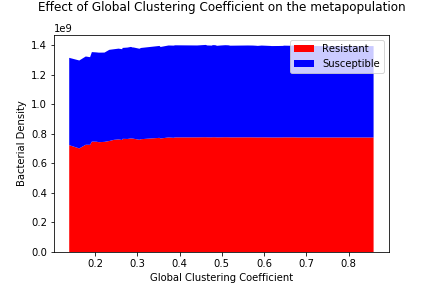 Effect of Global Clustering Coefficient on the metapopulation
1e9
1.4
1.2
1.0
0.8
0.6
0.4
0.2
0.0
Bacterial Density
Resistant
Susceptible
0.2 0.3 0.4 0.5 0.6 0.7 0.8
Global Clustering Coefficient